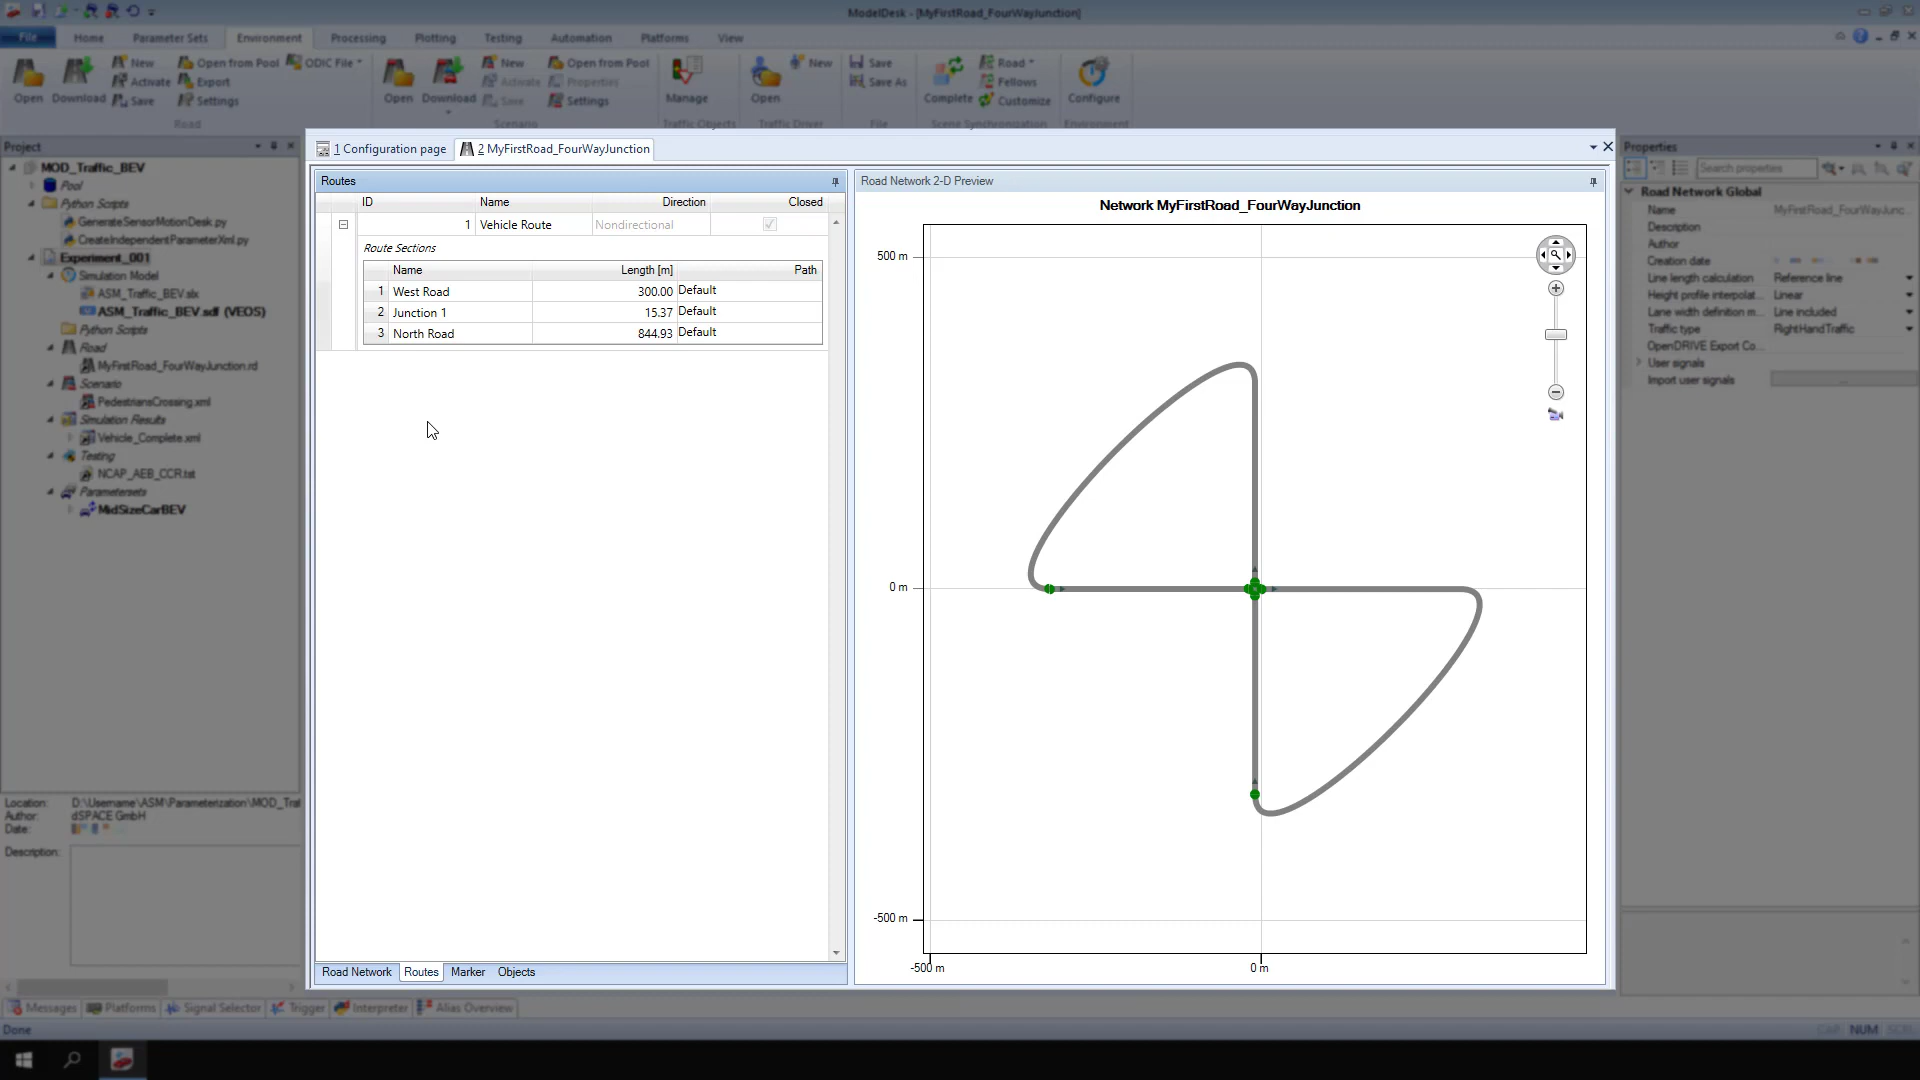 ModelDesk - [MyFirstRoad_FourWayJunction]
File Home Parameter Sets Environment Processing Plotting Testing Automation Platforms View
Open Download New Activate Save Open from Pool Export Settings ODIC File
Open Download New Activate Save Open from Pool Properties Settings
Manage Open New Save Save As Complete Road Fellows Customize Configure
Road Scenario Traffic Objects Traffic Driver File Scene Synchronization Environment
Project
MOD_Traffic_BEV
Pool
Python Scripts
GenerateSensorMotionDesk.py
CreateIndependentParameterXml.py
Experiment_001
Simulation Model
ASM_Traffic_BEV.slx
ASM_Traffic_BEV.sdf (VEOS)
Python Scripts
Road
MyFirstRoad_FourWayJunction.rd
Scenario
PedestriansCrossing.xml
Simulation Results
Vehicle_Complete.xml
Testing
NCAP_AEB_CCR.tst
Parametersets
MidSizeCarBEV
Location: D:\Username\ASM\Parameterization\MOD_Traf
Author: dSPACE GmbH
Date:
Description:
1 Configuration page
2 MyFirstRoad_FourWayJunction
Routes
ID Name Direction Closed
1 Vehicle Route Nondirectional
Route Sections
Name Length [m] Path
1 West Road 300.00 Default
2 Junction 1 15.37 Default
3 North Road 844.93 Default
Road Network Routes Marker Objects
Road Network 2-D Preview
Network MyFirstRoad_FourWayJunction
500 m
0 m
-500 m
-500 m 0 m
Properties
Search properties
Road Network Global
Name MyFirstRoad_FourWayJunc...
Description
Author
Creation date
Line length calculation Reference line
Height profile interpolat... Linear
Lane width definition m... Line included
Traffic type RightHandTraffic
OpenDRIVE Export Co...
User signals
Import user signals ...
Messages Platforms Signal Selector Trigger Interpreter Alias Overview
Done CAP NUM SCRL